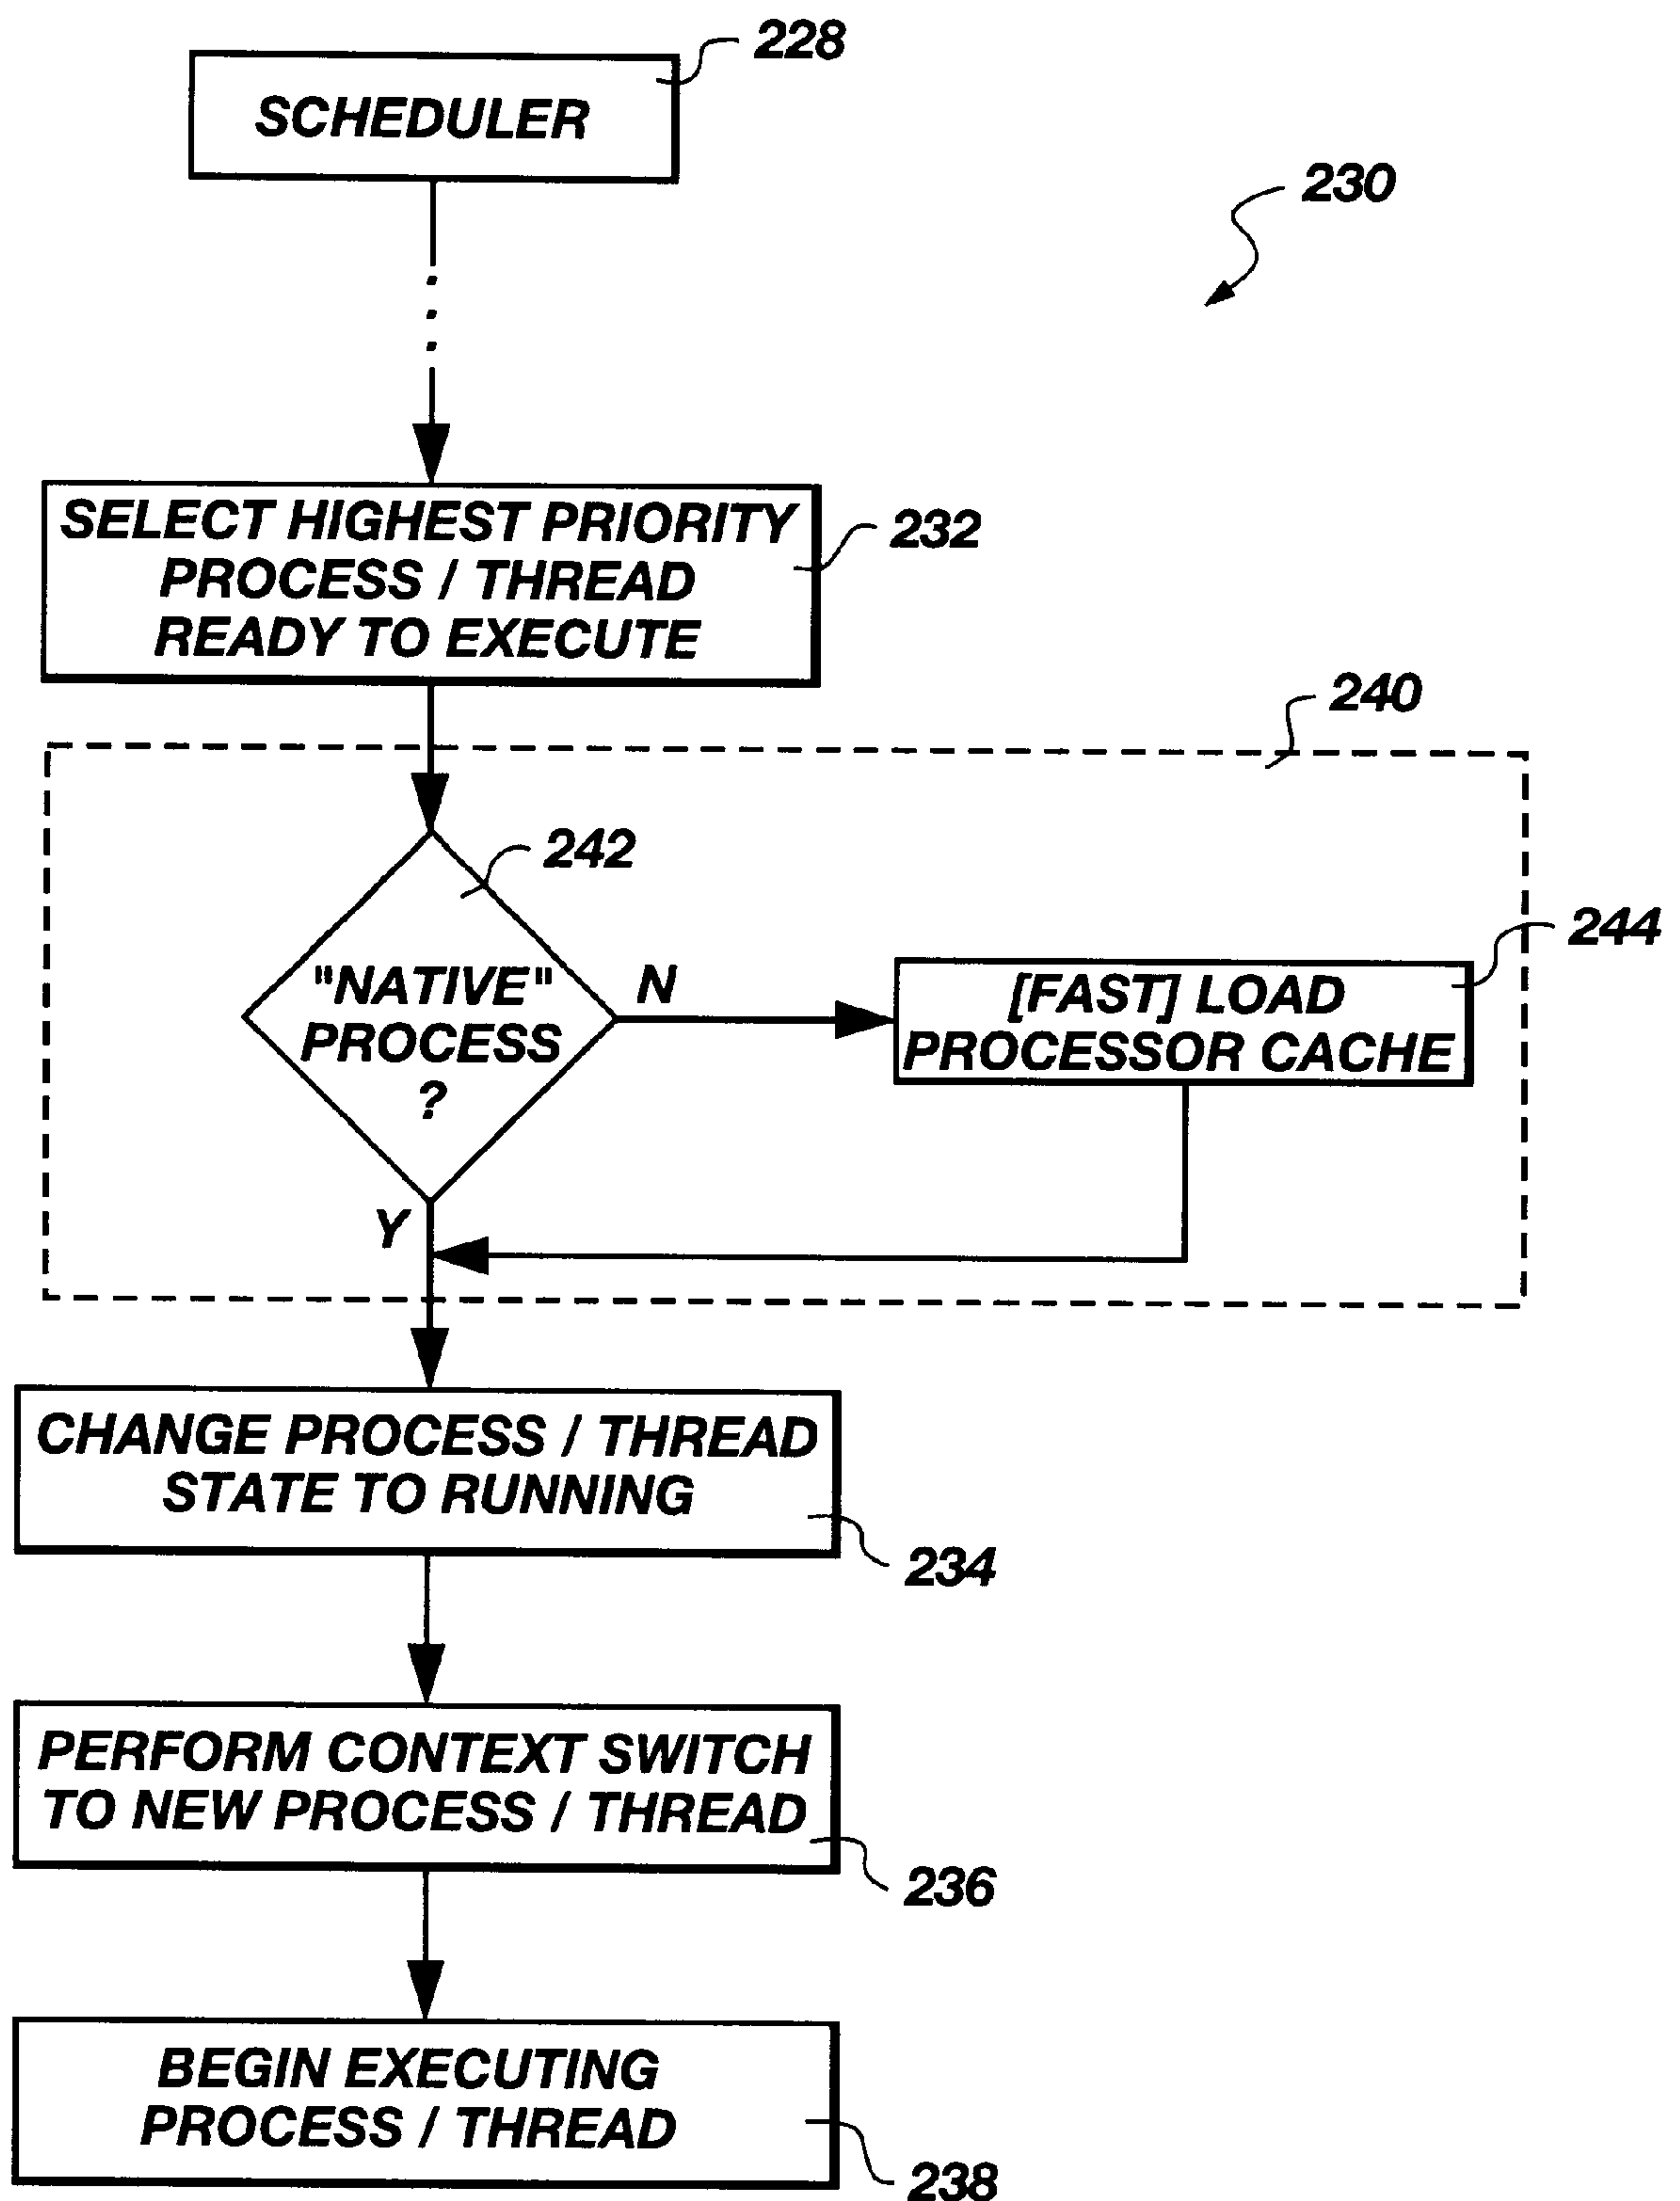 228
SCHEDULER
230
SELECT HIGHEST PRIORITY
PROCESS / THREAD
READY TO EXECUTE
232
240
242
"NATIVE"
PROCESS
?
N
Y
244
[FAST] LOAD
PROCESSOR CACHE
CHANGE PROCESS / THREAD
STATE TO RUNNING
234
PERFORM CONTEXT SWITCH
TO NEW PROCESS / THREAD
236
BEGIN EXECUTING
PROCESS / THREAD
238